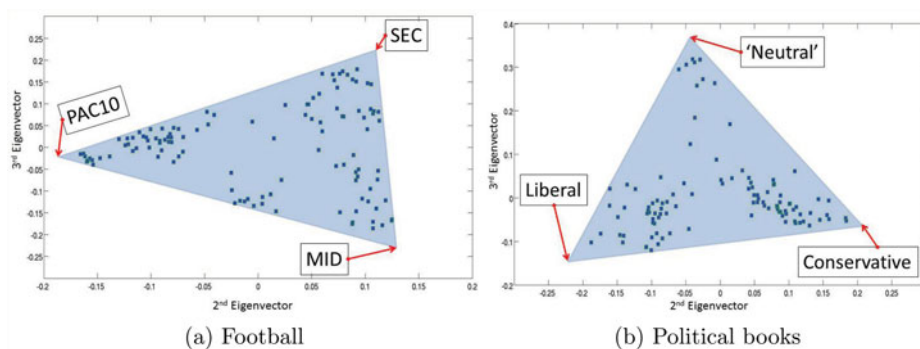 SEC
PAC10
MID
3rd Eigenvector
0.25
0.2
0.15
0.1
0.05
0
-0.05
-0.1
-0.15
-0.2
-0.25
-0.2 -0.15 -0.1 -0.05 0 0.05 0.1 0.15 0.2
2nd Eigenvector
(a) Football
'Neutral'
Liberal
Conservative
3rd Eigenvector
0.4
0.3
0.2
0.1
0
-0.1
-0.2
-0.25 -0.2 -0.15 -0.1 -0.05 0 0.05 0.1 0.15 0.2 0.25
2nd Eigenvector
(b) Political books